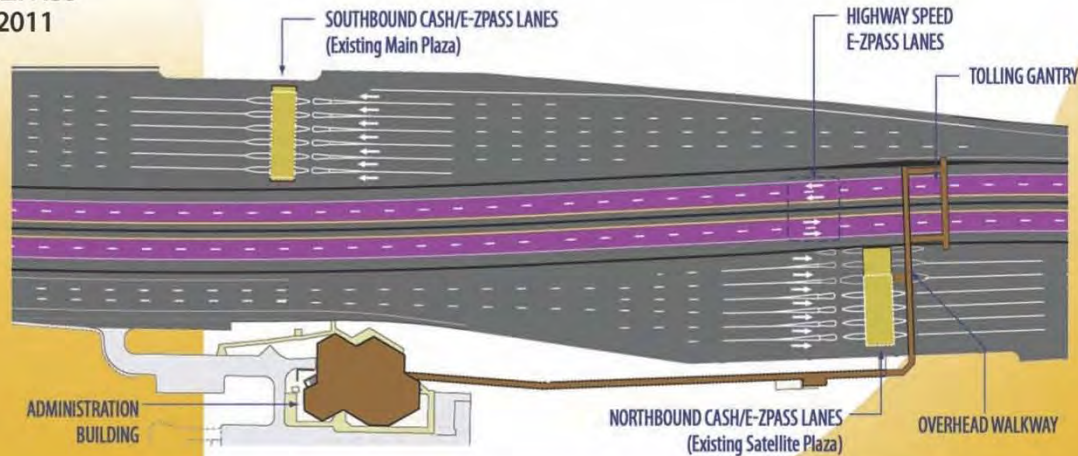 2011
SOUTHBOUND CASH/E-ZPASS LANES
(Existing Main Plaza)
HIGHWAY SPEED
E-ZPASS LANES
TOLLING GANTRY
ADMINISTRATION
BUILDING
NORTHBOUND CASH/E-ZPASS LANES
(Existing Satellite Plaza)
OVERHEAD WALKWAY